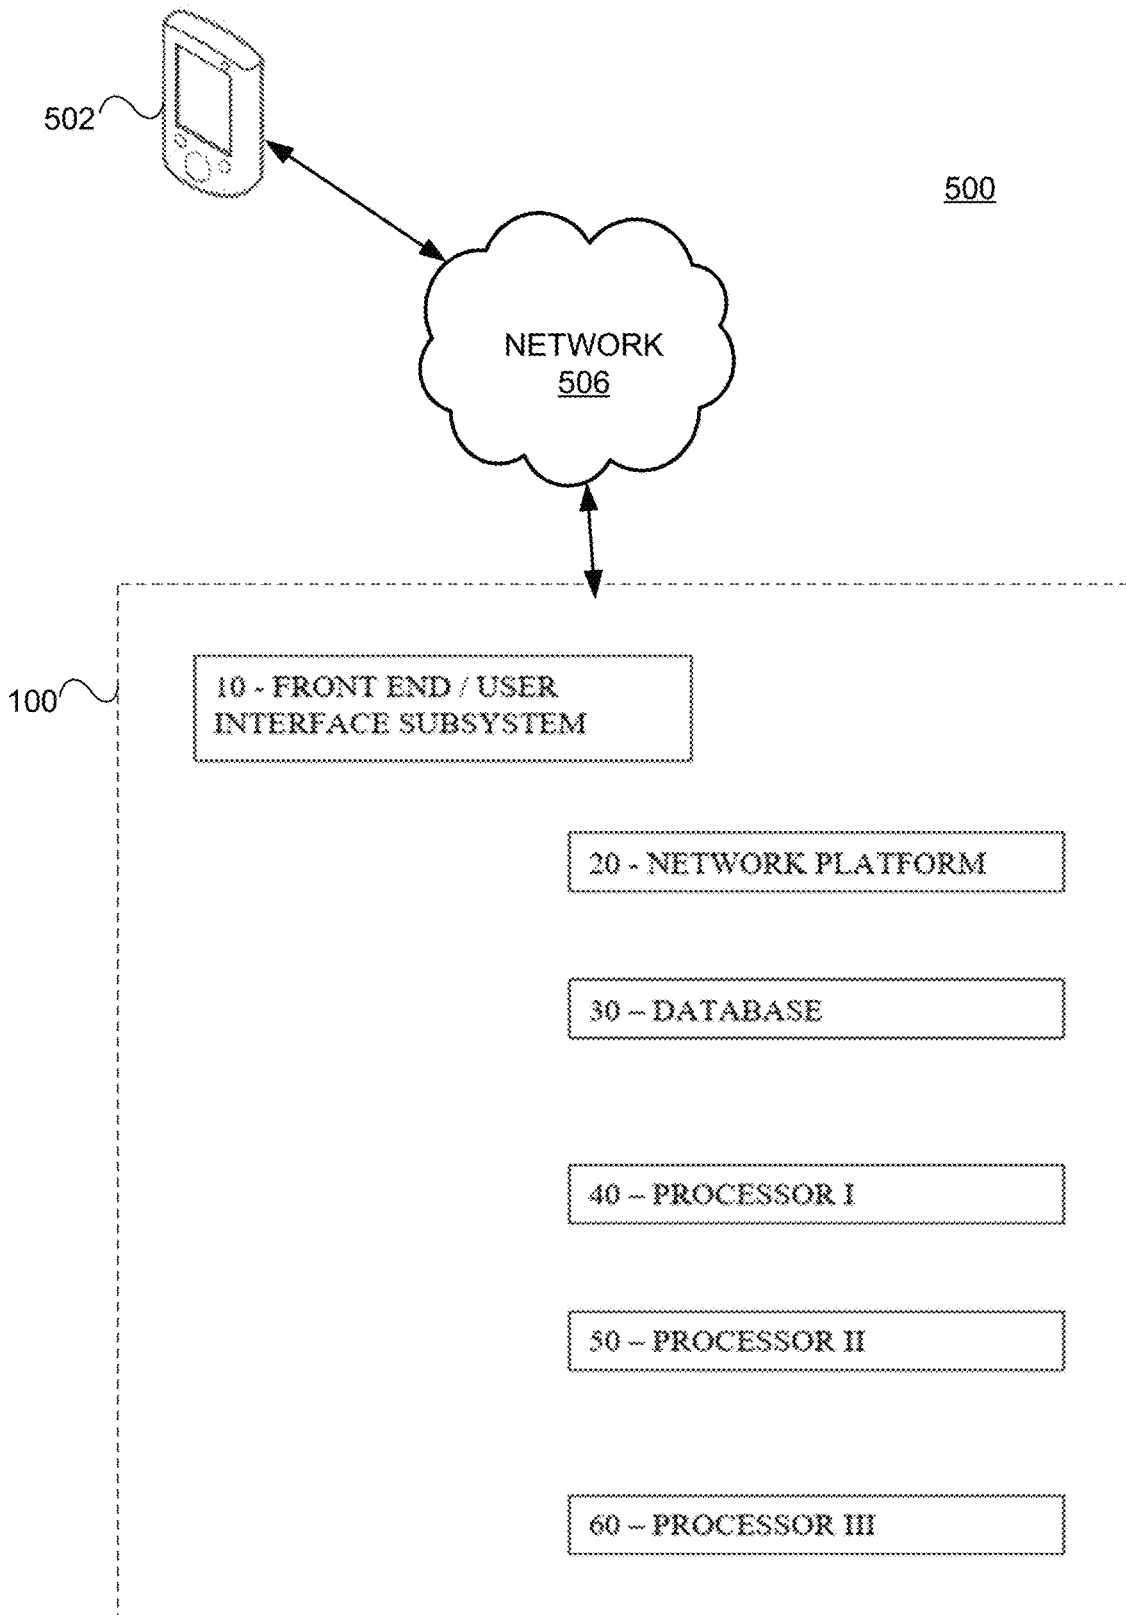 502
500
NETWORK
506
100
10 - FRONT END / USER
INTERFACE SUBSYSTEM
20 - NETWORK PLATFORM
30 – DATABASE
40 – PROCESSOR I
50 – PROCESSOR II
60 – PROCESSOR III